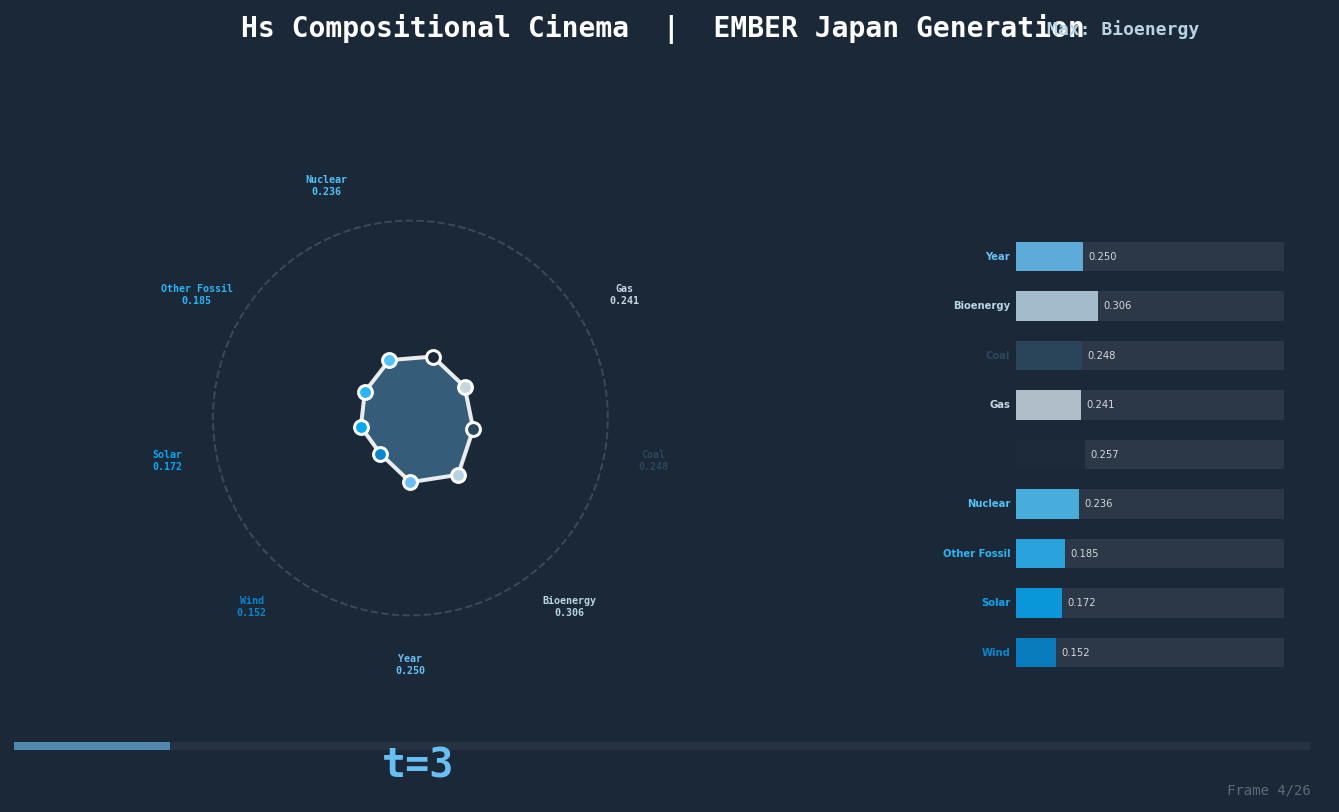 Hs Compositional Cinema | EMBER Japan Generation
Max: Bioenergy
Nuclear
0.236
Other Fossil
0.185
Gas
0.241
Solar
0.172
Coal
0.248
Wind
0.152
Bioenergy
0.306
Year
0.250
Year 0.250
Bioenergy 0.306
Coal 0.248
Gas 0.241
0.257
Nuclear 0.236
Other Fossil 0.185
Solar 0.172
Wind 0.152
t=3
Frame 4/26